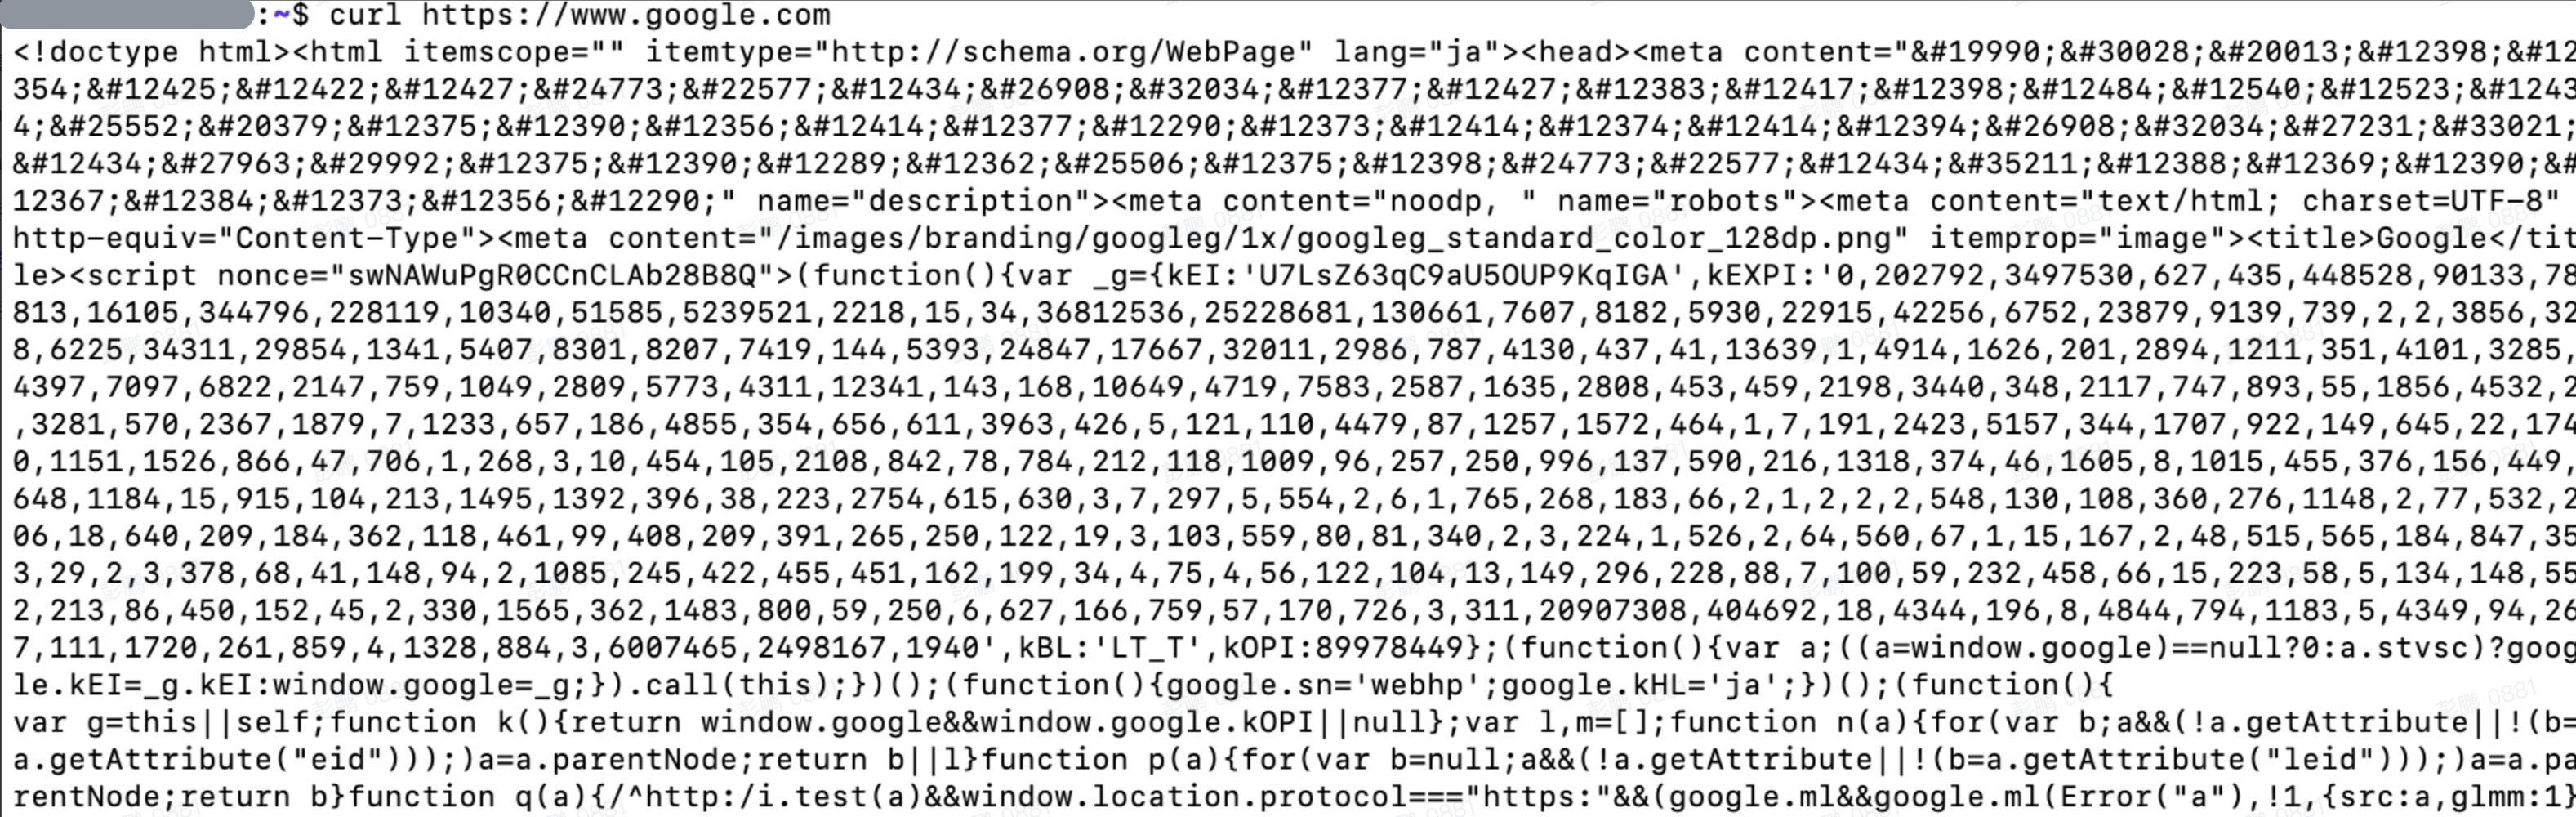 :~$ curl https://www.google.com
<!doctype html><html itemscope="" itemtype="http://schema.org/WebPage" lang="ja"><head><meta content="&#19990;&#30028;&#20013;&#12398;&#12
354;&#12425;&#12422;&#12427;&#24773;&#22577;&#12434;&#26908;&#32034;&#12377;&#12427;&#12383;&#12417;&#12398;&#12484;&#12540;&#12523;&#1243
4;&#25552;&#20379;&#12375;&#12390;&#12356;&#12414;&#12377;&#12290;&#12373;&#12414;&#12374;&#12414;&#12394;&#26908;&#32034;&#27231;&#33021;
&#12434;&#27963;&#29992;&#12375;&#12390;&#12289;&#12362;&#25506;&#12375;&#12398;&#24773;&#22577;&#12434;&#35211;&#12388;&#12369;&#12390;&#
12367;&#12384;&#12373;&#12356;&#12290;" name="description"><meta content="noodp, " name="robots"><meta content="text/html; charset=UTF-8"
http-equiv="Content-Type"><meta content="/images/branding/googleg/1x/googleg_standard_color_128dp.png" itemprop="image"><title>Google</tit
le><script nonce="swNAWuPgR0CCnCLAb28B8Q">(function(){var _g={kEI:'U7LsZ63qC9aU5OUP9KqIGA',kEXPI:'0,202792,3497530,627,435,448528,90133,78
813,16105,344796,228119,10340,51585,5239521,2218,15,34,36812536,25228681,130661,7607,8182,5930,22915,42256,6752,23879,9139,739,2,2,3856,32
8,6225,34311,29854,1341,5407,8301,8207,7419,144,5393,24847,17667,32011,2986,787,4130,437,41,13639,1,4914,1626,201,2894,1211,351,4101,3285,
4397,7097,6822,2147,759,1049,2809,5773,4311,12341,143,168,10649,4719,7583,2587,1635,2808,453,459,2198,3440,348,2117,747,893,55,1856,4532,2
,3281,570,2367,1879,7,1233,657,186,4855,354,656,611,3963,426,5,121,110,4479,87,1257,1572,464,1,7,191,2423,5157,344,1707,922,149,645,22,174
0,1151,1526,866,47,706,1,268,3,10,454,105,2108,842,78,784,212,118,1009,96,257,250,996,137,590,216,1318,374,46,1605,8,1015,455,376,156,449,
648,1184,15,915,104,213,1495,1392,396,38,223,2754,615,630,3,7,297,5,554,2,6,1,765,268,183,66,2,1,2,2,2,548,130,108,360,276,1148,2,77,532,2
06,18,640,209,184,362,118,461,99,408,209,391,265,250,122,19,3,103,559,80,81,340,2,3,224,1,526,2,64,560,67,1,15,167,2,48,515,565,184,847,35
3,29,2,3,378,68,41,148,94,2,1085,245,422,455,451,162,199,34,4,75,4,56,122,104,13,149,296,228,88,7,100,59,232,458,66,15,223,58,5,134,148,55
2,213,86,450,152,45,2,330,1565,362,1483,800,59,250,6,627,166,759,57,170,726,3,311,20907308,404692,18,4344,196,8,4844,794,1183,5,4349,94,26
7,111,1720,261,859,4,1328,884,3,6007465,2498167,1940',kBL:'LT_T',kOPI:89978449};(function(){var a;((a=window.google)==null?0:a.stvsc)?goog
le.kEI=_g.kEI:window.google=_g;}).call(this);})();(function(){google.sn='webhp';google.kHL='ja';})();(function(){
var g=this||self;function k(){return window.google&&window.google.kOPI||null};var l,m=[];function n(a){for(var b;a&&(!a.getAttribute||!(b=
a.getAttribute("eid")));)a=a.parentNode;return b||l}function p(a){for(var b=null;a&&(!a.getAttribute||!(b=a.getAttribute("leid")));)a=a.pa
rentNode;return b}function q(a){/^http:/i.test(a)&&window.location.protocol==="https:"&&(google.ml&&google.ml(Error("a"),!1,{src:a,glmm:1}